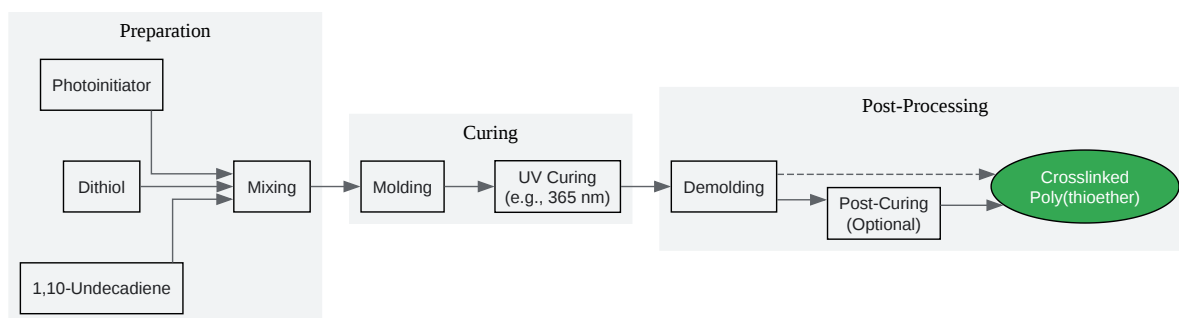 Preparation
Photoinitiator
Dithiol
1,10-Undecadiene
Mixing
Curing
Molding
UV Curing
(e.g., 365 nm)
Post-Processing
Demolding
Post-Curing
(Optional)
Crosslinked
Poly(thioether)